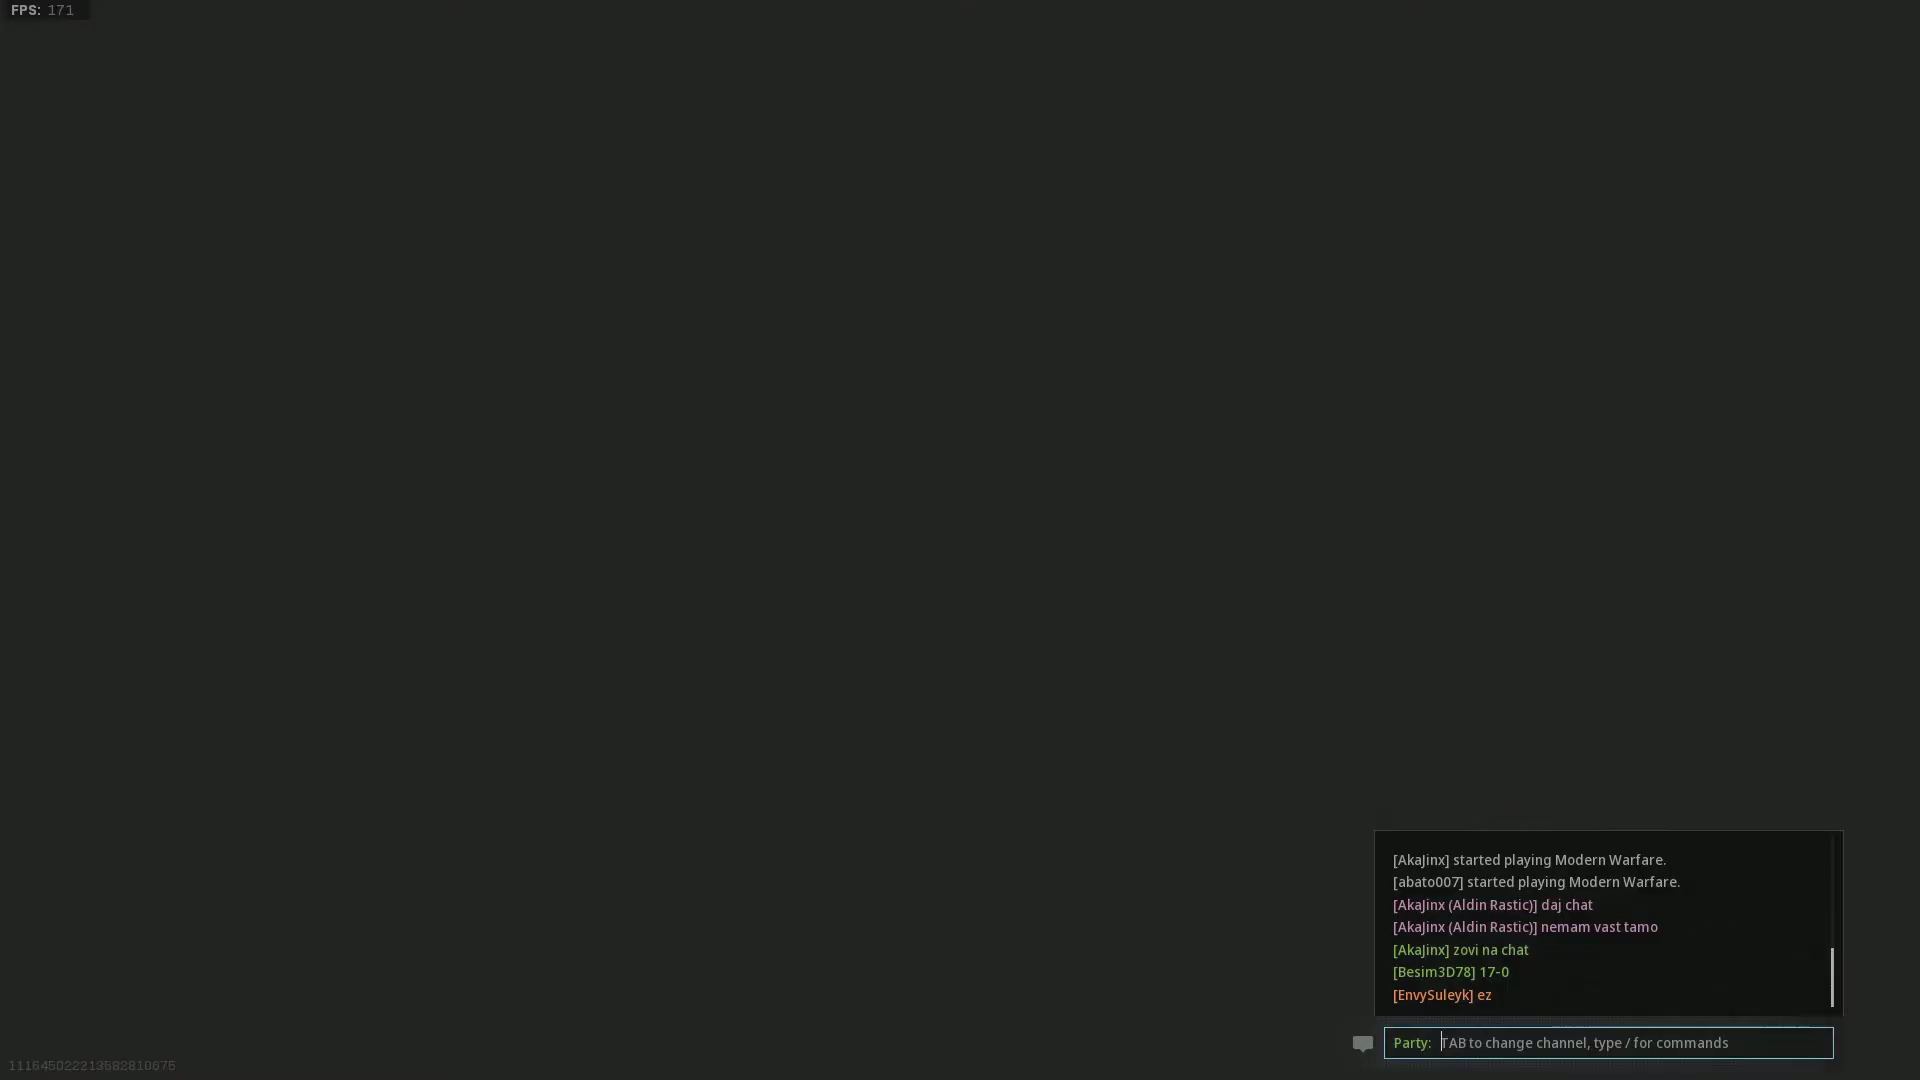 FPS: 171
[AkaJinx] started playing Modern Warfare.
[abato007] started playing Modern Warfare.
[AkaJinx (Aldin Rastic)] daj chat
[AkaJinx (Aldin Rastic)] nemam vast tamo
[AkaJinx] zovi na chat
[Besim3D78] 17-0
[EnvySuleyk] ez
Party: TAB to change channel, type / for commands
11164502221358281​0675